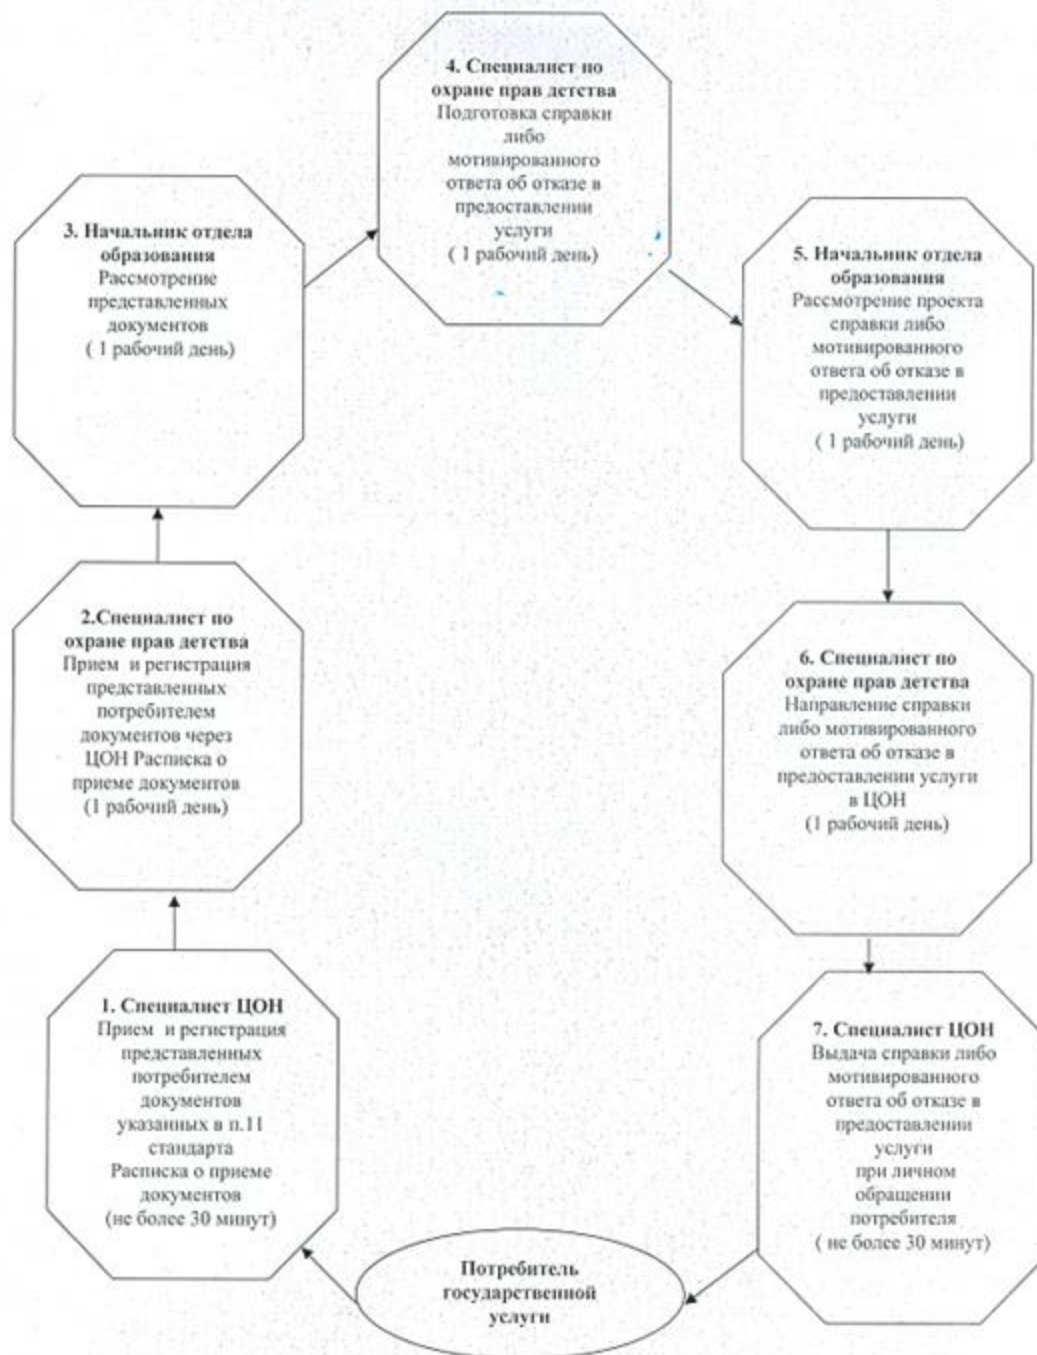 4. Специалист по
охране прав детства
Подготовка справки
либо
мотивированного
ответа об отказе в
предоставлении
услуги
( 1 рабочий день)
3. Начальник отдела
образования
Рассмотрение
представленных
документов
( 1 рабочий день)
5. Начальник отдела
образования
Рассмотрение проекта
справки либо
мотивированного
ответа об отказе в
предоставлении
услуги
( 1 рабочий день)
2.Специалист по
охране прав детства
Прием и регистрация
представленных
потребителем
документов через
ЦОН Расписка о
приеме документов
(1 рабочий день)
6. Специалист по
охране прав детства
Направление справки
либо мотивированного
ответа об отказе в
предоставлении услуги
в ЦОН
(1 рабочий день)
1. Специалист ЦОН
Прием и регистрация
представленных
потребителем
документов
указанных в п.11
стандарта
Расписка о приеме
документов
(не более 30 минут)
7. Специалист ЦОН
Выдача справки либо
мотивированного
ответа об отказе в
предоставлении
услуги
при личном
обращении
потребителя
( не более 30 минут)
Потребитель
государственной
услуги